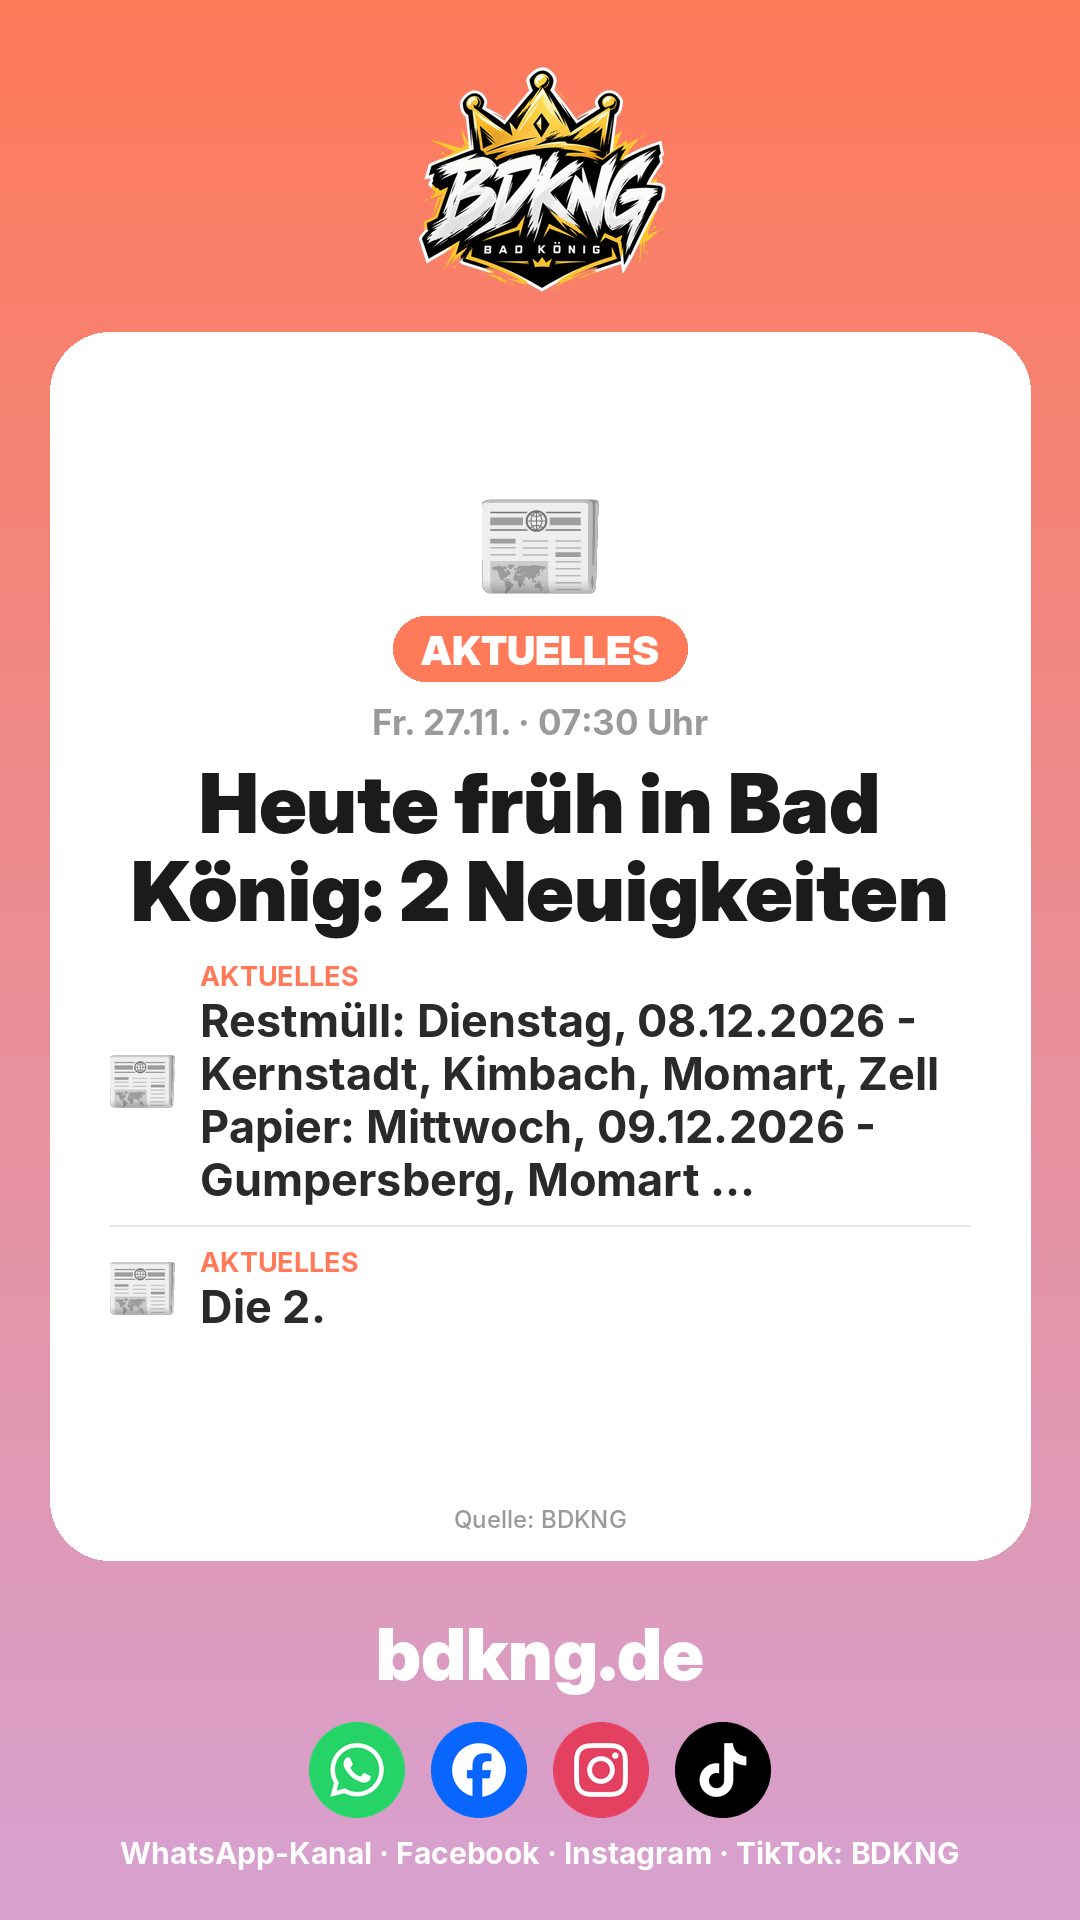 BDKNG
BAD KÖNIG
AKTUELLES
Fr. 27.11. · 07:30 Uhr
Heute früh in Bad
König: 2 Neuigkeiten
AKTUELLES
Restmüll: Dienstag, 08.12.2026 -
Kernstadt, Kimbach, Momart, Zell
Papier: Mittwoch, 09.12.2026 -
Gumpersberg, Momart ...
AKTUELLES
Die 2.
Quelle: BDKNG
bdkng.de
WhatsApp-Kanal · Facebook · Instagram · TikTok: BDKNG